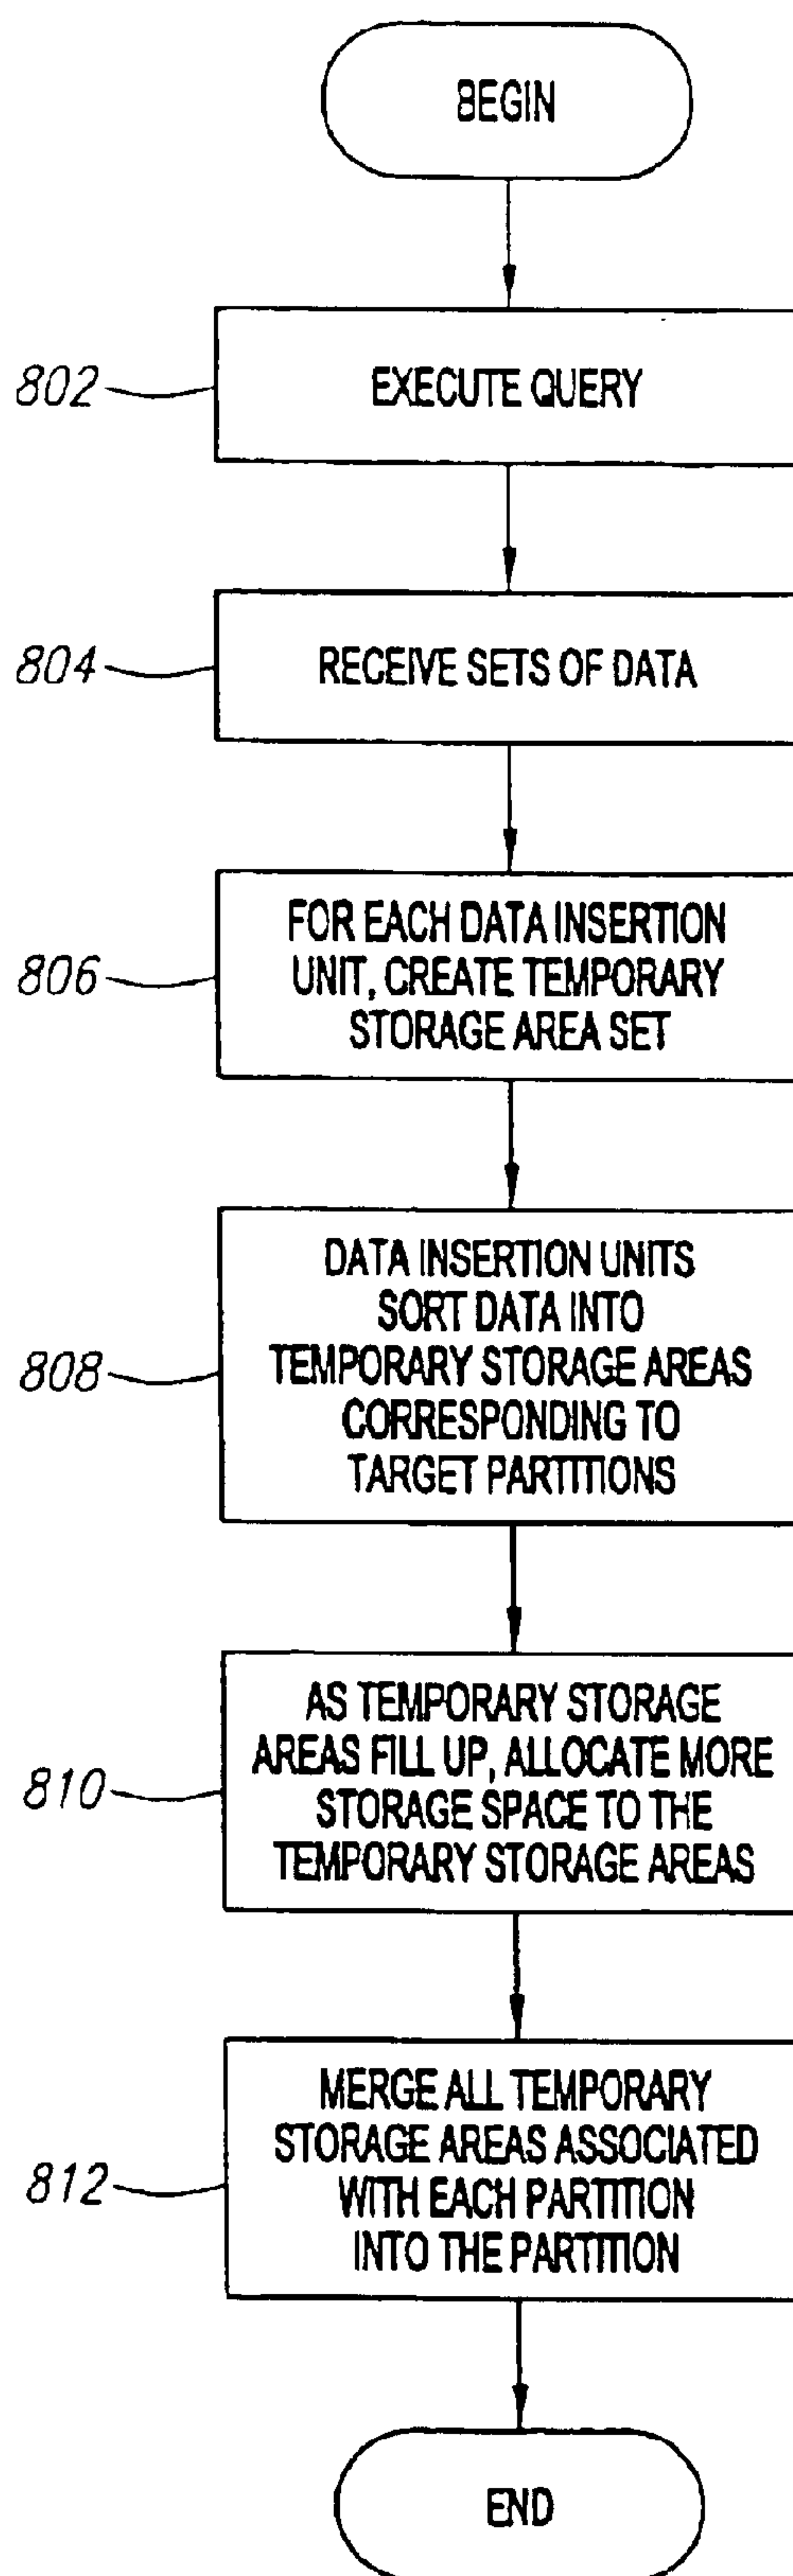 BEGIN
802
EXECUTE QUERY
804
RECEIVE SETS OF DATA
806
FOR EACH DATA INSERTION
UNIT, CREATE TEMPORARY
STORAGE AREA SET
808
DATA INSERTION UNITS
SORT DATA INTO
TEMPORARY STORAGE AREAS
CORRESPONDING TO
TARGET PARTITIONS
810
AS TEMPORARY STORAGE
AREAS FILL UP, ALLOCATE MORE
STORAGE SPACE TO THE
TEMPORARY STORAGE AREAS
812
MERGE ALL TEMPORARY
STORAGE AREAS ASSOCIATED
WITH EACH PARTITION
INTO THE PARTITION
END